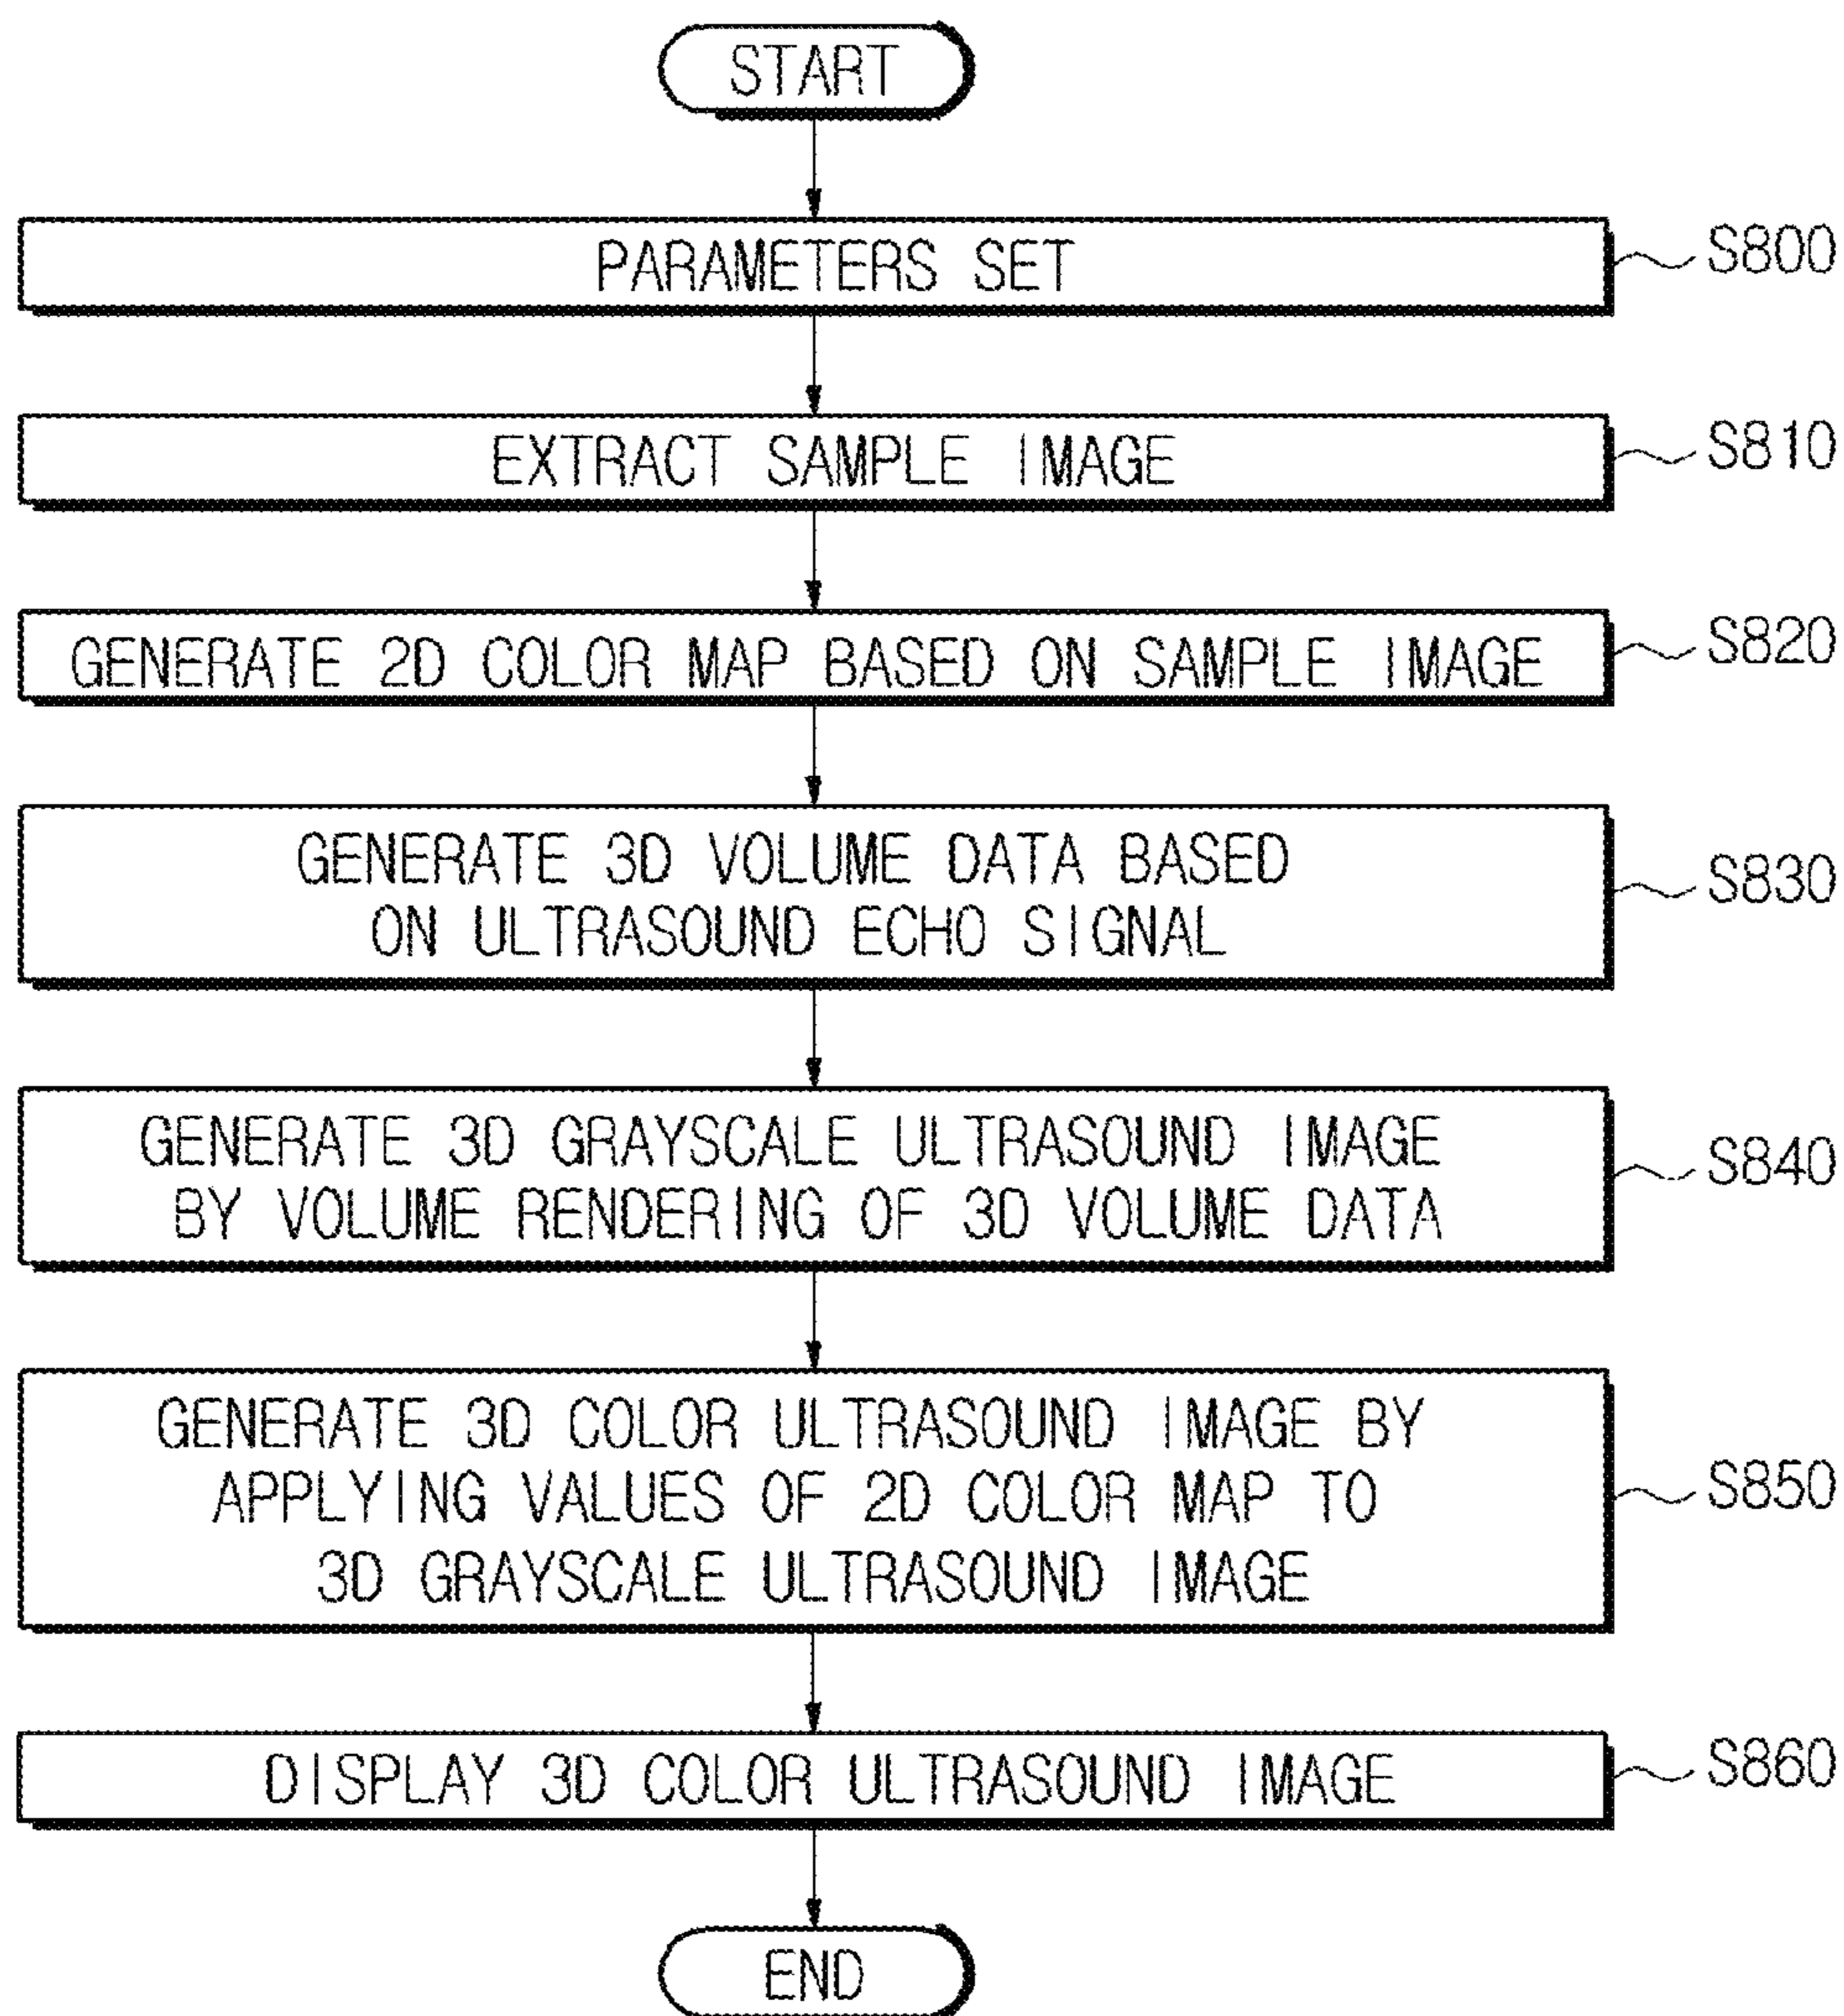 START
PARAMETERS SET
S800
EXTRACT SAMPLE IMAGE
S810
GENERATE 2D COLOR MAP BASED ON SAMPLE IMAGE
S820
GENERATE 3D VOLUME DATA BASED
ON ULTRASOUND ECHO SIGNAL
S830
GENERATE 3D GRAYSCALE ULTRASOUND IMAGE
BY VOLUME RENDERING OF 3D VOLUME DATA
S840
GENERATE 3D COLOR ULTRASOUND IMAGE BY
APPLYING VALUES OF 2D COLOR MAP TO
3D GRAYSCALE ULTRASOUND IMAGE
S850
DISPLAY 3D COLOR ULTRASOUND IMAGE
S860
END